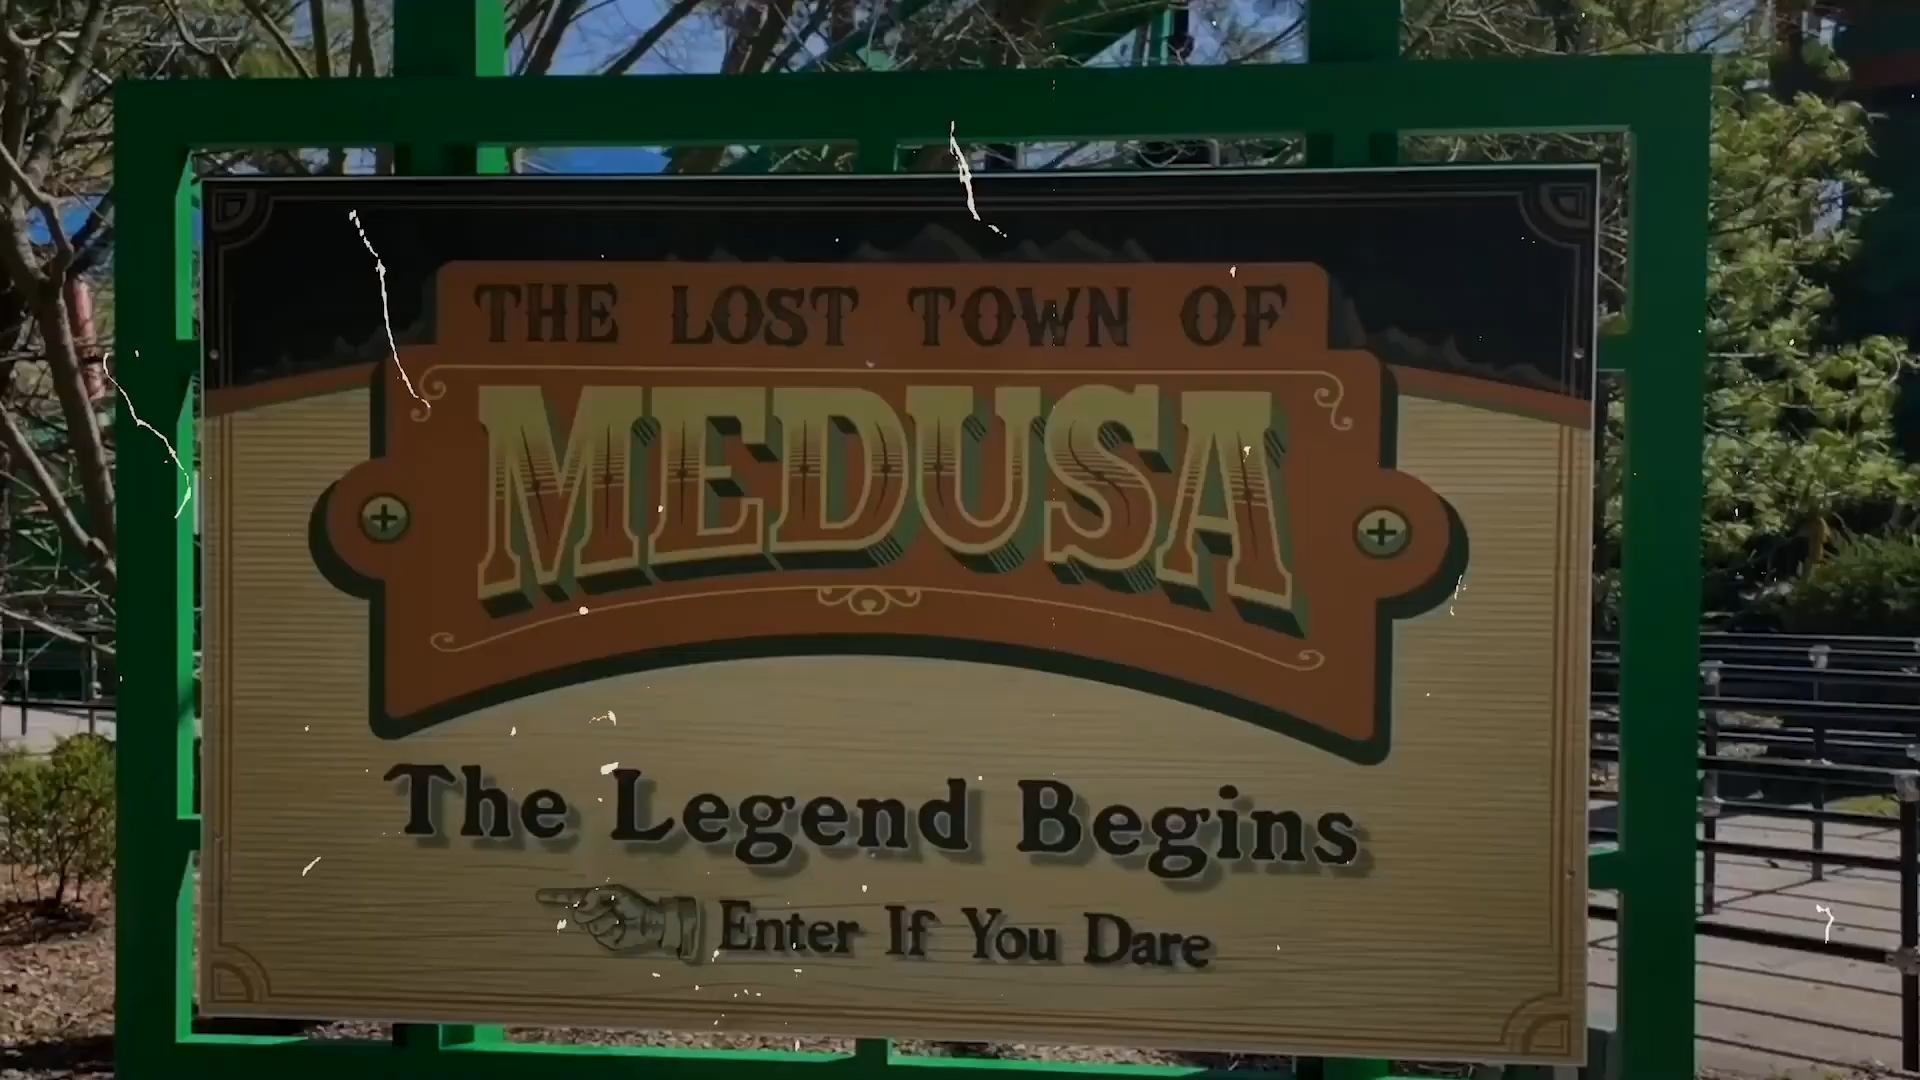 THE LOST TOWN OF
MEDUSA
The Legend Begins
Enter If You Dare